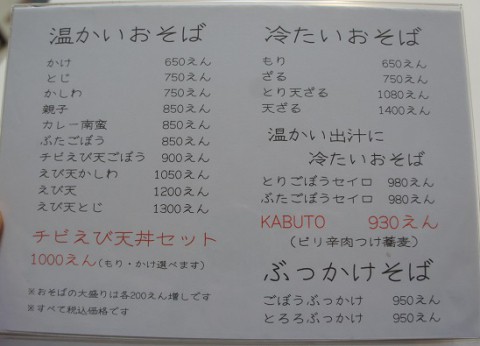 温かいおそば
かけ 650えん
とじ 750えん
かしわ 750えん
親子 850えん
カレー南蛮 850えん
ぶたごぼう 850えん
チビえび天ごぼう 900えん
えび天かしわ 1050えん
えび天 1200えん
えび天とじ 1300えん
チビえび天丼セット
1000えん(もり・かけ選べます)
※おそばの大盛りは各200えん増しです
※すべて税込価格です
冷たいおそば
もり 650えん
ざる 750えん
とり天ざる 1080えん
天ざる 1400えん
温かい出汁に
冷たいおそば
とりごぼうセイロ 980えん
ぶたごぼうセイロ 980えん
KABUTO 930えん
(ピリ辛肉つけ蕎麦)
ぶっかけそば
ごぼうぶっかけ 950えん
とろろぶっかけ 950えん